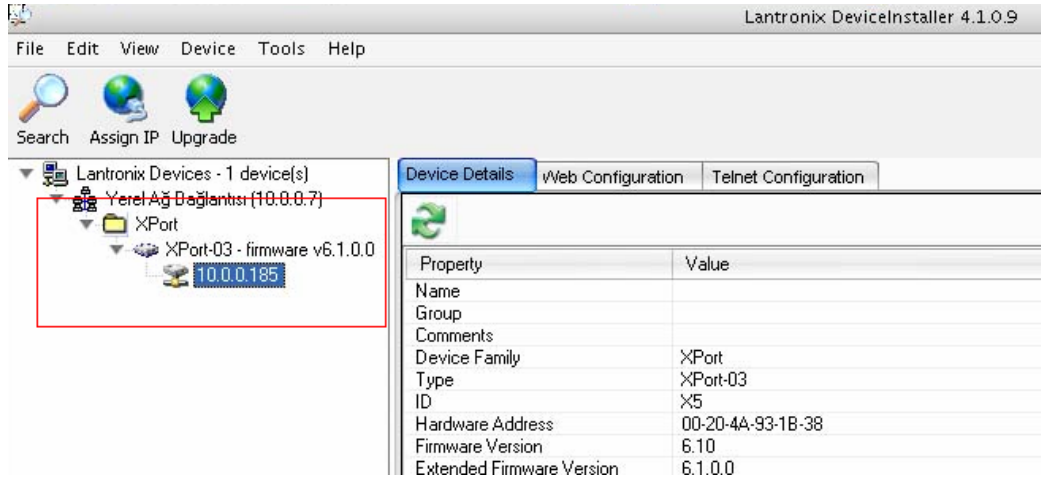 Lantronix DeviceInstaller 4.1.0.9
File Edit View Device Tools Help
Search Assign IP Upgrade
Lantronix Devices - 1 device(s)
Yerel Ağ Bağlantısı (10.0.0.7)
XPort
XPort-03 - firmware v6.1.0.0
10.0.0.185
Device Details Web Configuration Telnet Configuration
Property Value
Name
Group
Comments
Device Family XPort
Type XPort-03
ID X5
Hardware Address 00-20-4A-93-1B-38
Firmware Version 6.10
Extended Firmware Version 6.1.0.0